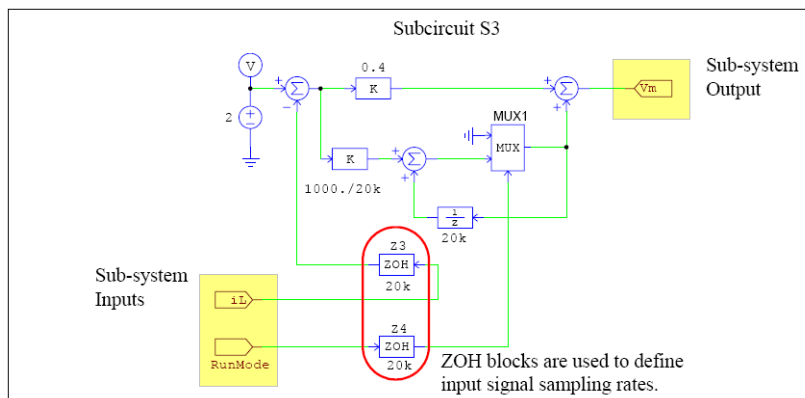 Subcircuit S3
V
2
Σ
0.4
K
Σ
Vm
Sub-system
Output
MUX1
MUX
K
1000./20k
Σ
1/z
20k
Z3
ZOH
20k
Sub-system
Inputs
iL
RunMode
Z4
ZOH
20k
ZOH blocks are used to define
input signal sampling rates.